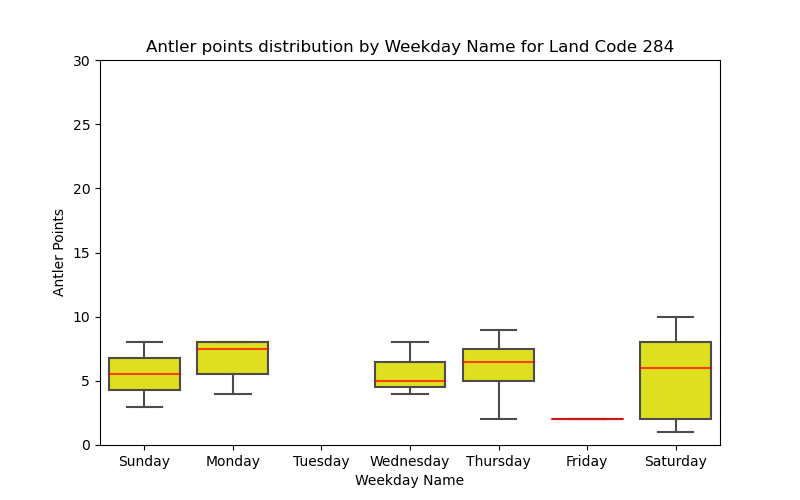 Antler points distribution by Weekday Name for Land Code 284
Antler Points
30
25
20
15
10
5
0
Sunday Monday Tuesday Wednesday Thursday Friday Saturday
Weekday Name